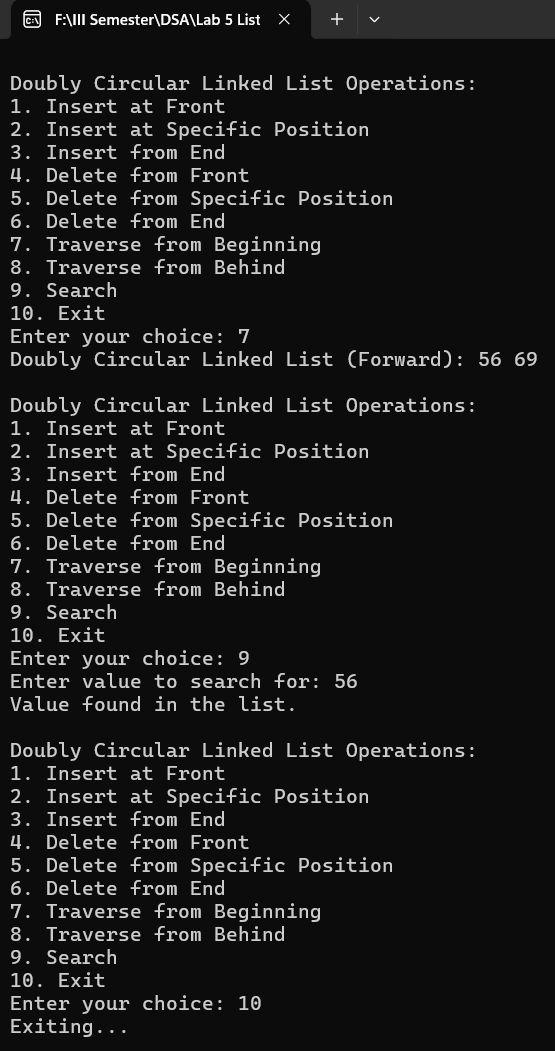 F:\III Semester\DSA\Lab 5 List
Doubly Circular Linked List Operations:
1. Insert at Front
2. Insert at Specific Position
3. Insert from End
4. Delete from Front
5. Delete from Specific Position
6. Delete from End
7. Traverse from Beginning
8. Traverse from Behind
9. Search
10. Exit
Enter your choice: 7
Doubly Circular Linked List (Forward): 56 69
Doubly Circular Linked List Operations:
1. Insert at Front
2. Insert at Specific Position
3. Insert from End
4. Delete from Front
5. Delete from Specific Position
6. Delete from End
7. Traverse from Beginning
8. Traverse from Behind
9. Search
10. Exit
Enter your choice: 9
Enter value to search for: 56
Value found in the list.
Doubly Circular Linked List Operations:
1. Insert at Front
2. Insert at Specific Position
3. Insert from End
4. Delete from Front
5. Delete from Specific Position
6. Delete from End
7. Traverse from Beginning
8. Traverse from Behind
9. Search
10. Exit
Enter your choice: 10
Exiting...